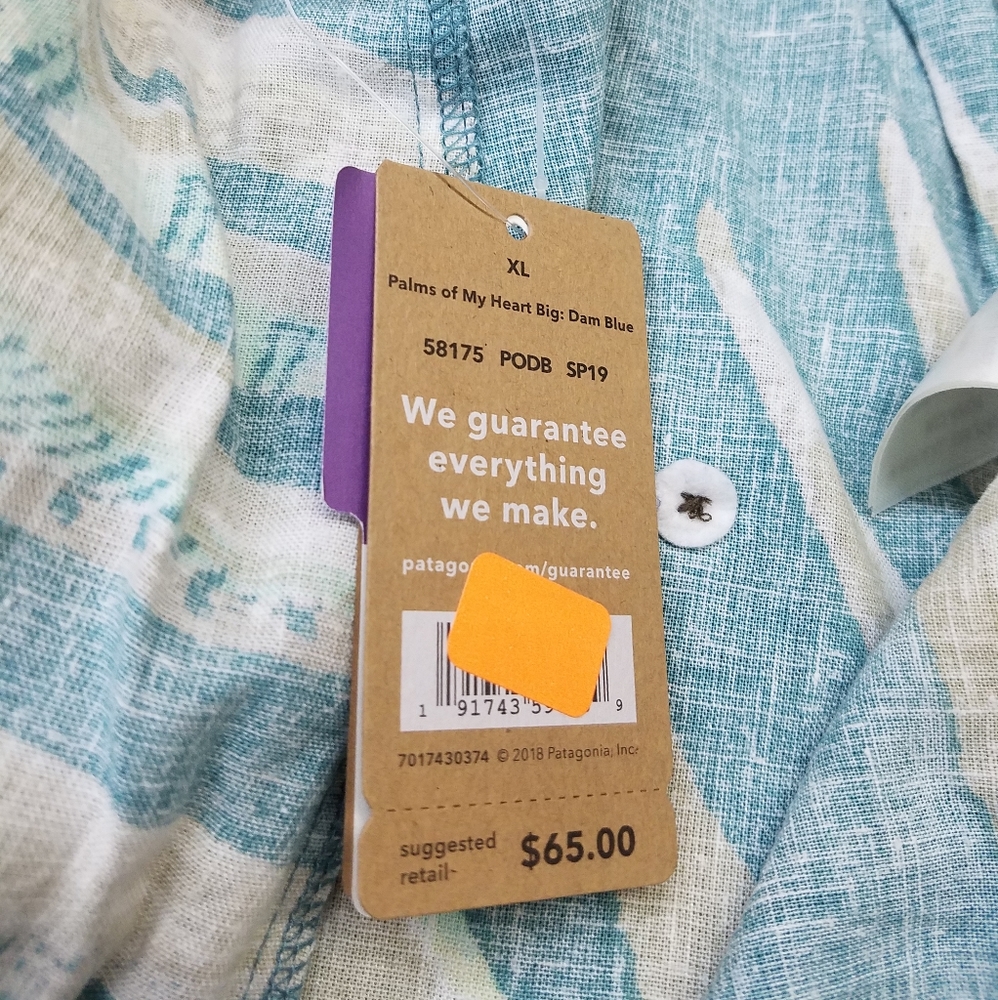 XL
Palms of My Heart Big: Dam Blue
58175 PODB SP19
We guarantee
everything
we make.
m/guarantee
1 91743 9
7017430374 © 2018 Patagonia, Inc.
suggested $65.00
retail